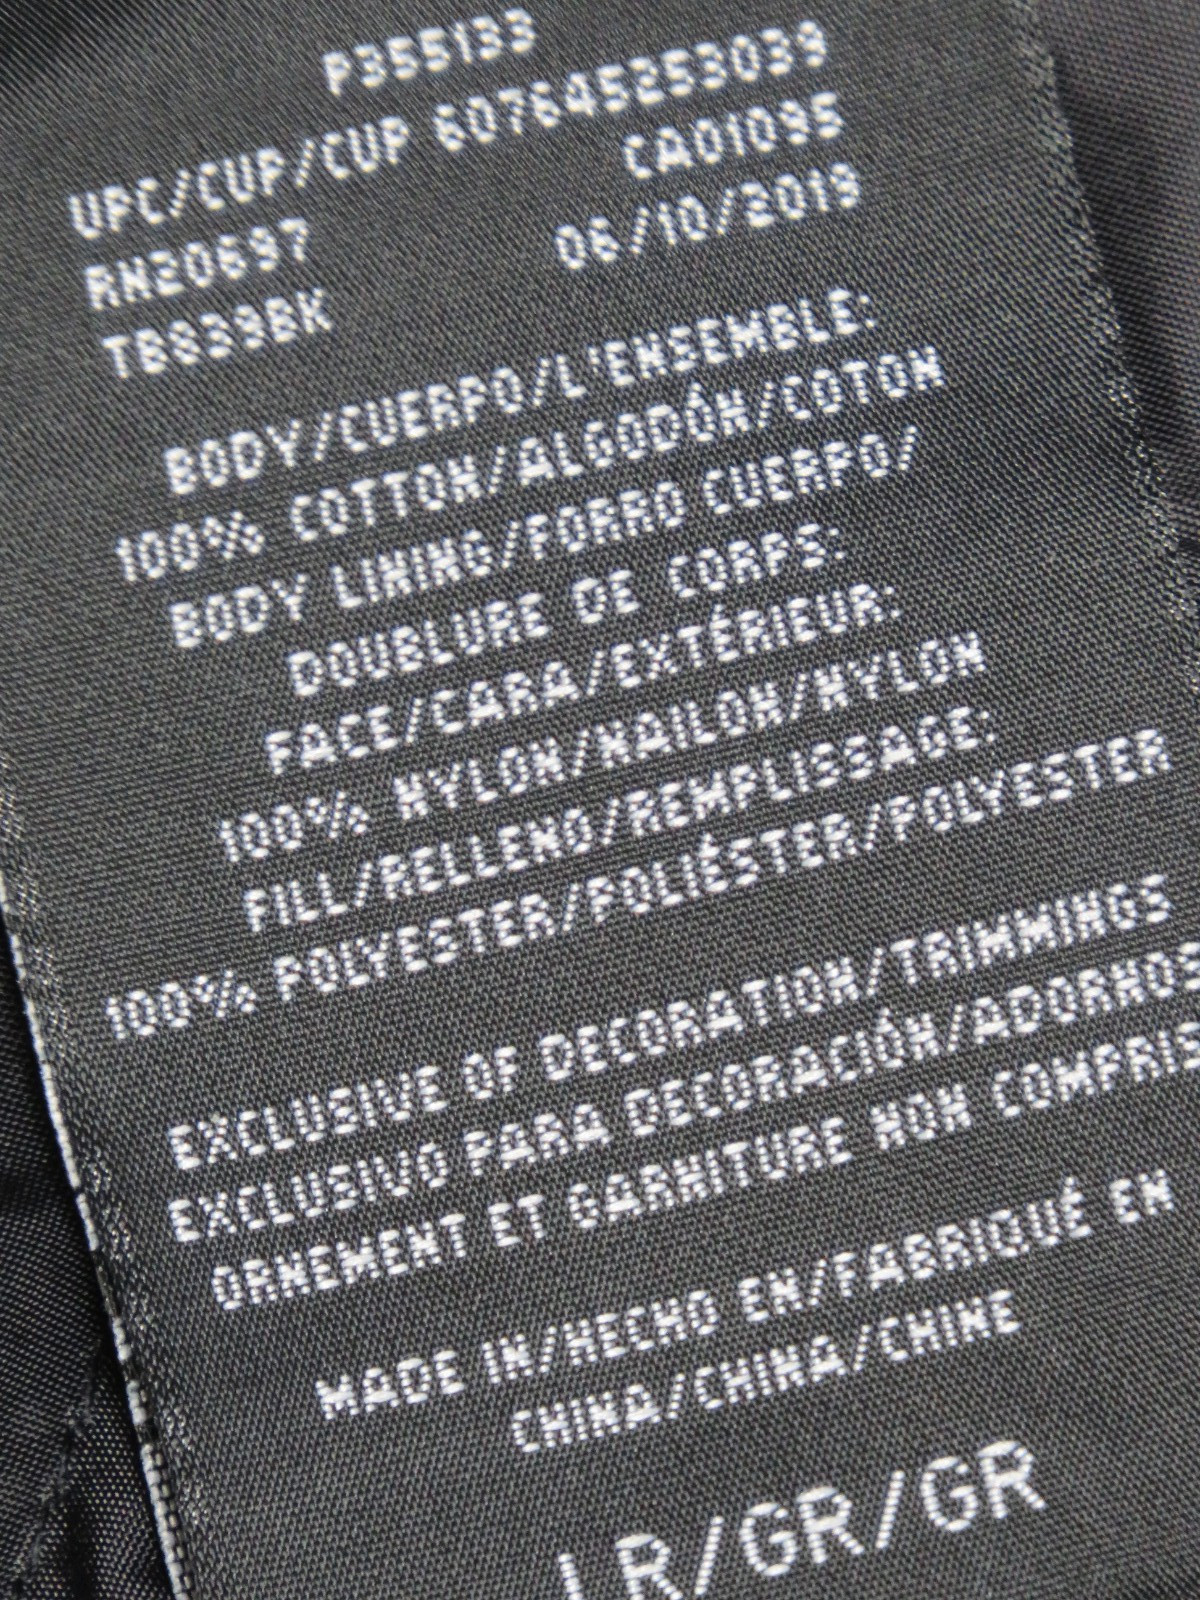 P355133
UPC/CUP/CUP 607645253039
RN20697 CA01095
TB839BK 06/10/2019
BODY/CUERPO/L'ENSEMBLE:
100% COTTON/ALGODÓN/COTON
BODY LINING/FORRO CUERPO/
DOUBLURE DE CORPS:
FACE/CARA/EXTÉRIEUR:
100% NYLON/NAILON/NYLON
FILL/RELLENO/REMPLISSAGE:
100% POLYESTER/POLIÉSTER/POLYESTER
EXCLUSIVE OF DECORATION/TRIMMINGS
EXCLUSIVO PARA DECORACIÓN/ADORNOS
ORNEMENT ET GARNITURE NON COMPRIS
MADE IN/HECHO EN/FABRIQUÉ EN
CHINA/CHINA/CHINE
LR/GR/GR